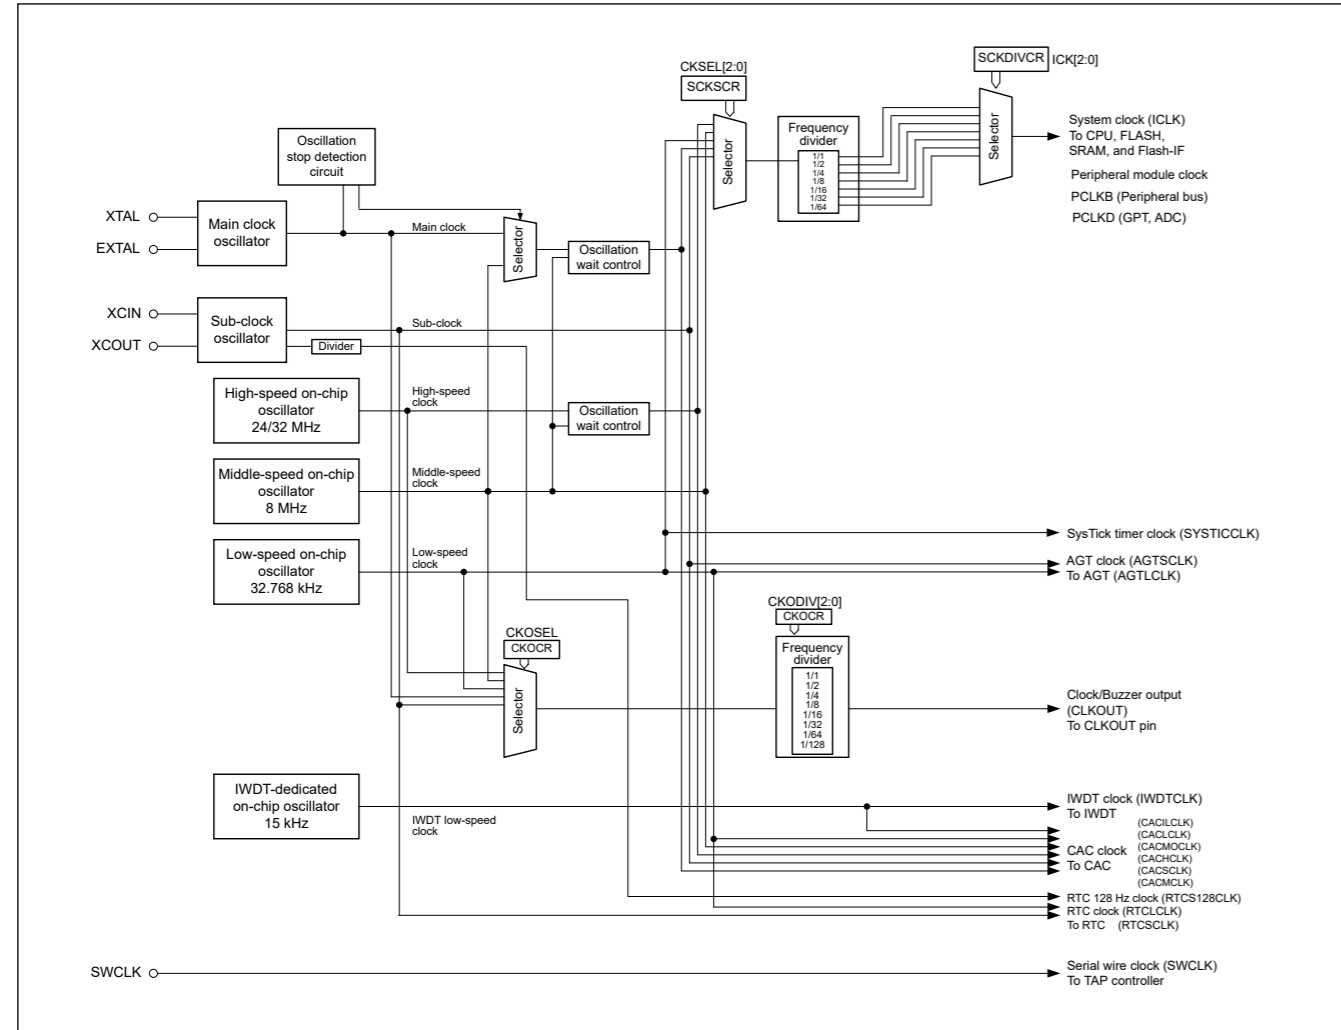 CKSEL[2:0]
SCKSCR
SCKDIVCR ICK[2:0]
Selector
Frequency
divider
1/1
1/2
1/4
1/8
1/16
1/32
1/64
Selector
System clock (ICLK)
To CPU, FLASH,
SRAM, and Flash-IF
Peripheral module clock
PCLKB (Peripheral bus)
PCLKD (GPT, ADC)
Oscillation
stop detection
circuit
XTAL
EXTAL
Main clock
oscillator
Main clock
Selector
Oscillation
wait control
XCIN
XCOUT
Sub-clock
oscillator
Sub-clock
Divider
High-speed on-chip
oscillator
24/32 MHz
High-speed
clock
Oscillation
wait control
Middle-speed on-chip
oscillator
8 MHz
Middle-speed
clock
Low-speed on-chip
oscillator
32.768 kHz
Low-speed
clock
SysTick timer clock (SYSTICCLK)
AGT clock (AGTSCLK)
To AGT (AGTLCLK)
CKOSEL
CKOCR
Selector
CKODIV[2:0]
CKOCR
Frequency
divider
1/1
1/2
1/4
1/8
1/16
1/32
1/64
1/128
Clock/Buzzer output
(CLKOUT)
To CLKOUT pin
IWDT-dedicated
on-chip oscillator
15 kHz
IWDT low-speed
clock
IWDT clock (IWDTCLK)
To IWDT
CAC clock
To CAC
(CACILCLK)
(CACLCLK)
(CACMOCLK)
(CACHCLK)
(CACSCLK)
(CACMCLK)
RTC 128 Hz clock (RTCS128CLK)
RTC clock (RTCLCLK)
To RTC (RTCSCLK)
SWCLK
Serial wire clock (SWCLK)
To TAP controller